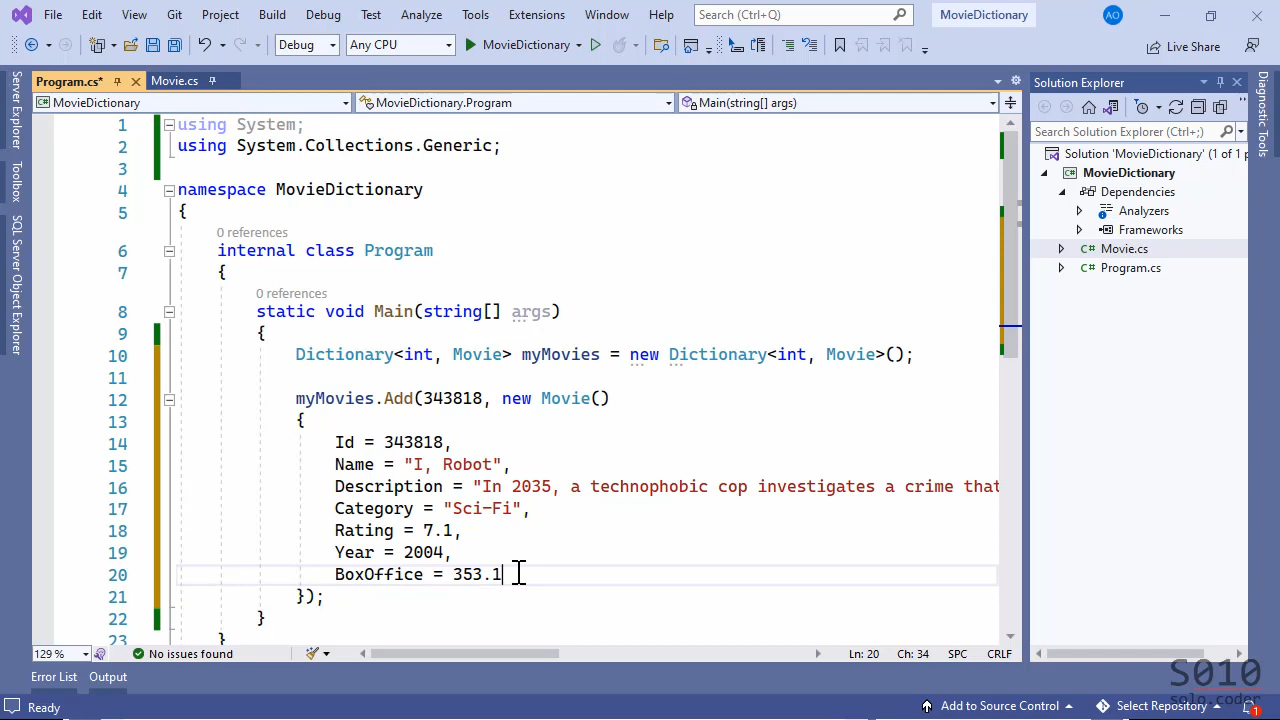 File Edit View Git Project Build Debug Test Analyze Tools Extensions Window Help Search (Ctrl+Q) MovieDictionary AO
Debug Any CPU MovieDictionary Live Share
Program.cs* Movie.cs Solution Explorer
MovieDictionary MovieDictionary.Program Main(string[] args)
Search Solution Explorer (Ctrl+;)
Server Explorer
Toolbox
SQL Server Object Explorer
1 using System;
2 using System.Collections.Generic;
3
4 namespace MovieDictionary
5 {
0 references
6 internal class Program
7 {
0 references
8 static void Main(string[] args)
9 {
10 Dictionary<int, Movie> myMovies = new Dictionary<int, Movie>();
11
12 myMovies.Add(343818, new Movie()
13 {
14 Id = 343818,
15 Name = "I, Robot",
16 Description = "In 2035, a technophobic cop investigates a crime that
17 Category = "Sci-Fi",
18 Rating = 7.1,
19 Year = 2004,
20 BoxOffice = 353.1
21 });
22 }
23 }
Solution 'MovieDictionary' (1 of 1 p
MovieDictionary
Dependencies
Analyzers
Frameworks
C# Movie.cs
C# Program.cs
Diagnostic Tools
129 % No issues found Ln: 20 Ch: 34 SPC CRLF
Error List Output
S010
solo.coder
Ready Add to Source Control Select Repository 1